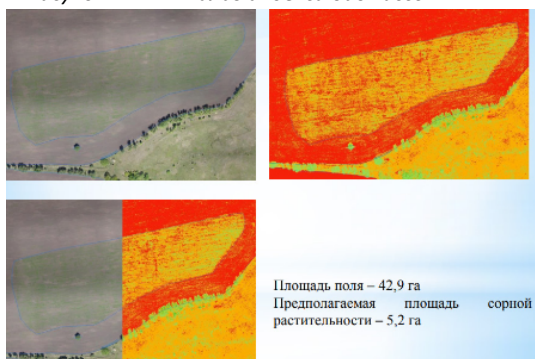 Площадь поля – 42,9 га
Предполагаемая площадь сорной
растительности – 5,2 га